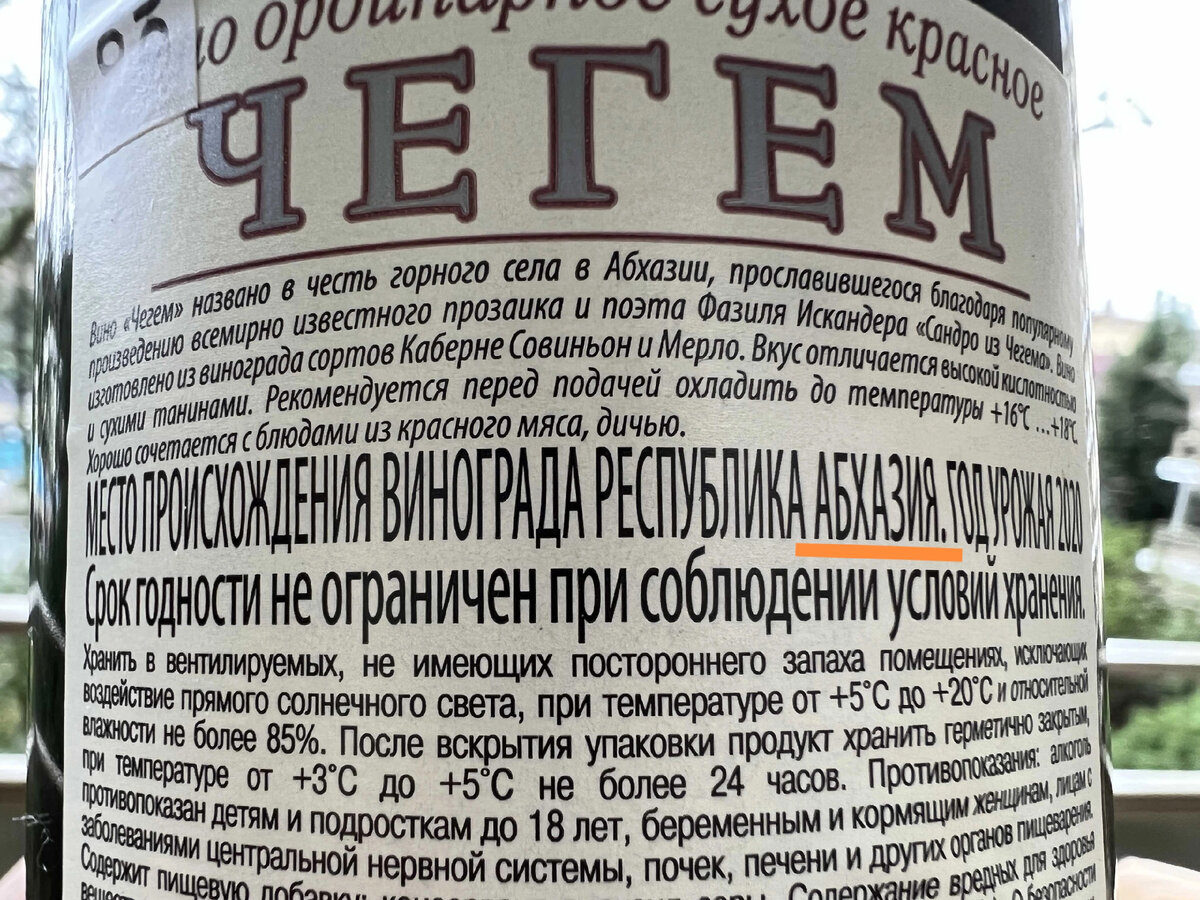 ординарное сухое красное
ЧЕГЕМ
Вино «Чегем» названо в честь горного села в Абхазии, прославившегося благодаря популярному
произведению всемирно известного прозаика и поэта Фазиля Искандера «Сандро из Чегема». Вино
изготовлено из винограда сортов Каберне Совиньон и Мерло. Вкус отличается высокой кислотностью
и сухими танинами. Рекомендуется перед подачей охладить до температуры +16°С ...+18°С.
Хорошо сочетается с блюдами из красного мяса, дичью.
МЕСТО ПРОИСХОЖДЕНИЯ ВИНОГРАДА РЕСПУБЛИКА АБХАЗИЯ. ГОД УРОЖАЯ 2020
Срок годности не ограничен при соблюдении условий хранения.
Хранить в вентилируемых, не имеющих постороннего запаха помещениях, исключающих
воздействие прямого солнечного света, при температуре от +5°С до +20°С и относительной
влажности не более 85%. После вскрытия упаковки продукт хранить герметично закрытым,
при температуре от +3°С до +5°С не более 24 часов. Противопоказания: алкоголь
противопоказан детям и подросткам до 18 лет, беременным и кормящим женщинам, лицам с
заболеваниями центральной нервной системы, почек, печени и других органов пищеварения.
Содержит пищевую добавку: Содержание вредных для здоровья
безопасности